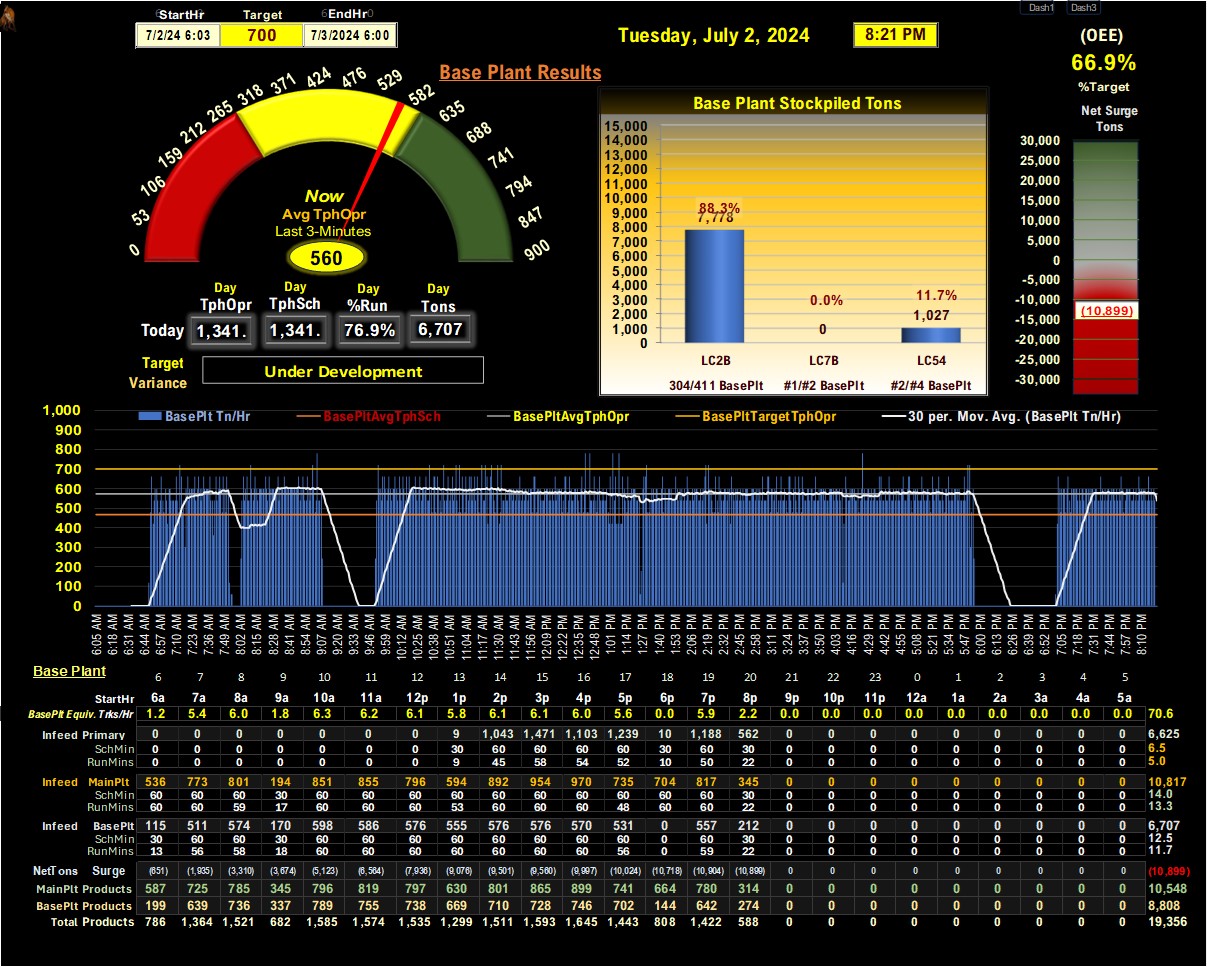 Dash1 Dash3
StartHr Target EndHr
7/2/24 6:03 700 7/3/2024 6:00
Tuesday, July 2, 2024 8:21 PM
(OEE)
66.9%
%Target
Base Plant Results
0 53 106 159 212 265 318 371 424 476 529 582 635 688 741 794 847 900
Now
Avg TphOpr
Last 3-Minutes
560
Day Day Day Day
TphOpr TphSch %Run Tons
Today 1,341. 1,341. 76.9% 6,707
Target
Variance
Under Development
Base Plant Stockpiled Tons
15,000
14,000
13,000
12,000
11,000
10,000
9,000
8,000
7,000
6,000
5,000
4,000
3,000
2,000
1,000
0
88.3% 0.0% 11.7%
7,778 0 1,027
LC2B LC7B LC54
304/411 BasePlt #1/#2 BasePlt #2/#4 BasePlt
Net Surge
Tons
30,000
25,000
20,000
15,000
10,000
5,000
0
-5,000
-10,000
-15,000
-20,000
-25,000
-30,000
(10,899)
BasePlt Tn/Hr BasePltAvgTphSch BasePltAvgTphOpr BasePltTargetTphOpr 30 per. Mov. Avg. (BasePlt Tn/Hr)
1,000
900
800
700
600
500
400
300
200
100
0
6:05 AM 6:18 AM 6:31 AM 6:44 AM 6:57 AM 7:10 AM 7:23 AM 7:36 AM 7:49 AM 8:02 AM 8:15 AM 8:28 AM 8:41 AM 8:54 AM 9:07 AM 9:20 AM 9:33 AM 9:46 AM 10:12 AM 10:25 AM 10:38 AM 10:51 AM 11:04 AM 11:17 AM 11:30 AM 11:43 AM 11:56 AM 12:09 PM 12:22 PM 12:35 PM 12:48 PM 1:01 PM 1:14 PM 1:27 PM 1:40 PM 1:53 PM 2:06 PM 2:19 PM 2:32 PM 2:45 PM 2:58 PM 3:11 PM 3:24 PM 3:37 PM 3:50 PM 4:03 PM 4:16 PM 4:29 PM 4:42 PM 4:55 PM 5:08 PM 5:21 PM 5:34 PM 5:47 PM 6:00 PM 6:13 PM 6:26 PM 6:39 PM 6:52 PM 7:05 PM 7:18 PM 7:31 PM 7:44 PM 7:57 PM 8:10 PM
Base Plant 6 7 8 9 10 11 12 13 14 15 16 17 18 19 20 21 22 23 0 1 2 3 4 5
StartHr 6a 7a 8a 9a 10a 11a 12p 1p 2p 3p 4p 5p 6p 7p 8p 9p 10p 11p 12a 1a 2a 3a 4a 5a
BasePlt Equiv. Trks/Hr 1.2 5.4 6.0 1.8 6.3 6.2 6.1 5.8 6.1 6.1 6.0 5.6 0.0 5.9 2.2 0.0 0.0 0.0 0.0 0.0 0.0 0.0 0.0 0.0 70.6
Infeed Primary 0 0 0 0 0 0 0 9 1,043 1,471 1,103 1,239 10 1,188 562 0 0 0 0 0 0 0 0 0 6,625
SchMin 0 0 0 0 0 0 0 30 60 60 60 60 30 60 30 0 0 0 0 0 0 0 0 0 6.5
RunMins 0 0 0 0 0 0 0 9 45 58 54 52 10 50 22 0 0 0 0 0 0 0 0 0 5.0
Infeed MainPlt 536 773 801 194 851 855 796 594 892 954 970 735 704 817 345 0 0 0 0 0 0 0 0 0 10,817
SchMin 60 60 60 30 60 60 60 60 60 60 60 60 60 60 30 0 0 0 0 0 0 0 0 0 14.0
RunMins 60 60 59 17 60 60 60 53 60 60 60 48 60 60 22 0 0 0 0 0 0 0 0 0 13.3
Infeed BasePlt 115 511 574 170 598 586 576 555 576 576 570 531 0 557 212 0 0 0 0 0 0 0 0 0 6,707
SchMin 30 60 60 30 60 60 60 60 60 60 60 60 0 60 30 0 0 0 0 0 0 0 0 0 12.5
RunMins 13 56 58 18 60 60 60 60 60 60 60 56 0 59 22 0 0 0 0 0 0 0 0 0 11.7
NetTons Surge (651) (1,935) (3,310) (3,674) (5,123) (6,564) (7,936) (9,076) (9,501) (9,560) (9,997) (10,024) (10,718) (10,904) (10,899) 0 0 0 0 0 0 0 0 0 (10,899)
MainPlt Products 587 725 785 345 796 819 797 630 801 865 899 741 664 780 314 0 0 0 0 0 0 0 0 0 10,548
BasePlt Products 199 639 736 337 789 755 738 669 710 728 746 702 144 642 274 0 0 0 0 0 0 0 0 0 8,808
Total Products 786 1,364 1,521 682 1,585 1,574 1,535 1,299 1,511 1,593 1,645 1,443 808 1,422 588 0 0 0 0 0 0 0 0 0 19,356